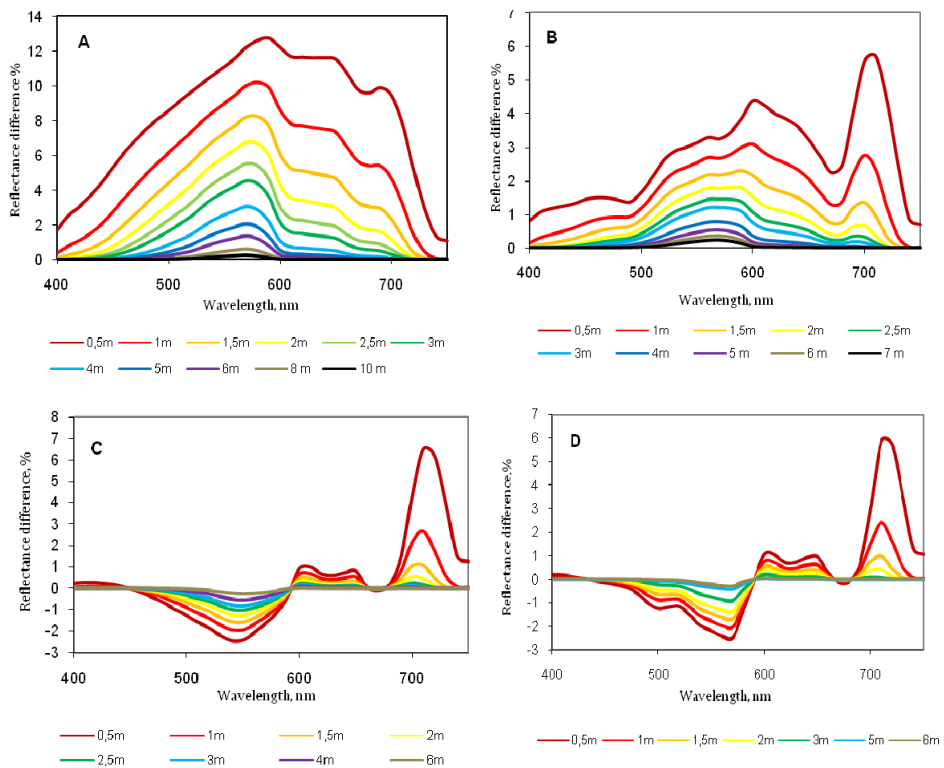 A
Reflectance difference %
14
12
10
8
6
4
2
0
400
500
600
700
Wavelength, nm
0,5m
1m
1,5m
2m
2,5m
3m
4m
5m
6m
8 m
10 m
B
Reflectance difference %
7
6
5
4
3
2
1
0
400
500
600
700
Wavelength, nm
0,5m
1m
1,5m
2m
2,5m
3m
4m
5 m
6 m
7 m
C
Reflectance difference, %
8
7
6
5
4
3
2
1
0
-1
-2
-3
400
500
600
700
Wavelength, nm
0,5m
1m
1,5m
2m
2,5m
3m
4m
6m
D
Reflectance difference,%
7
6
5
4
3
2
1
0
-1
-2
-3
400
500
600
700
Wavelength, nm
0,5m
1m
1,5m
2m
3m
5m
6m